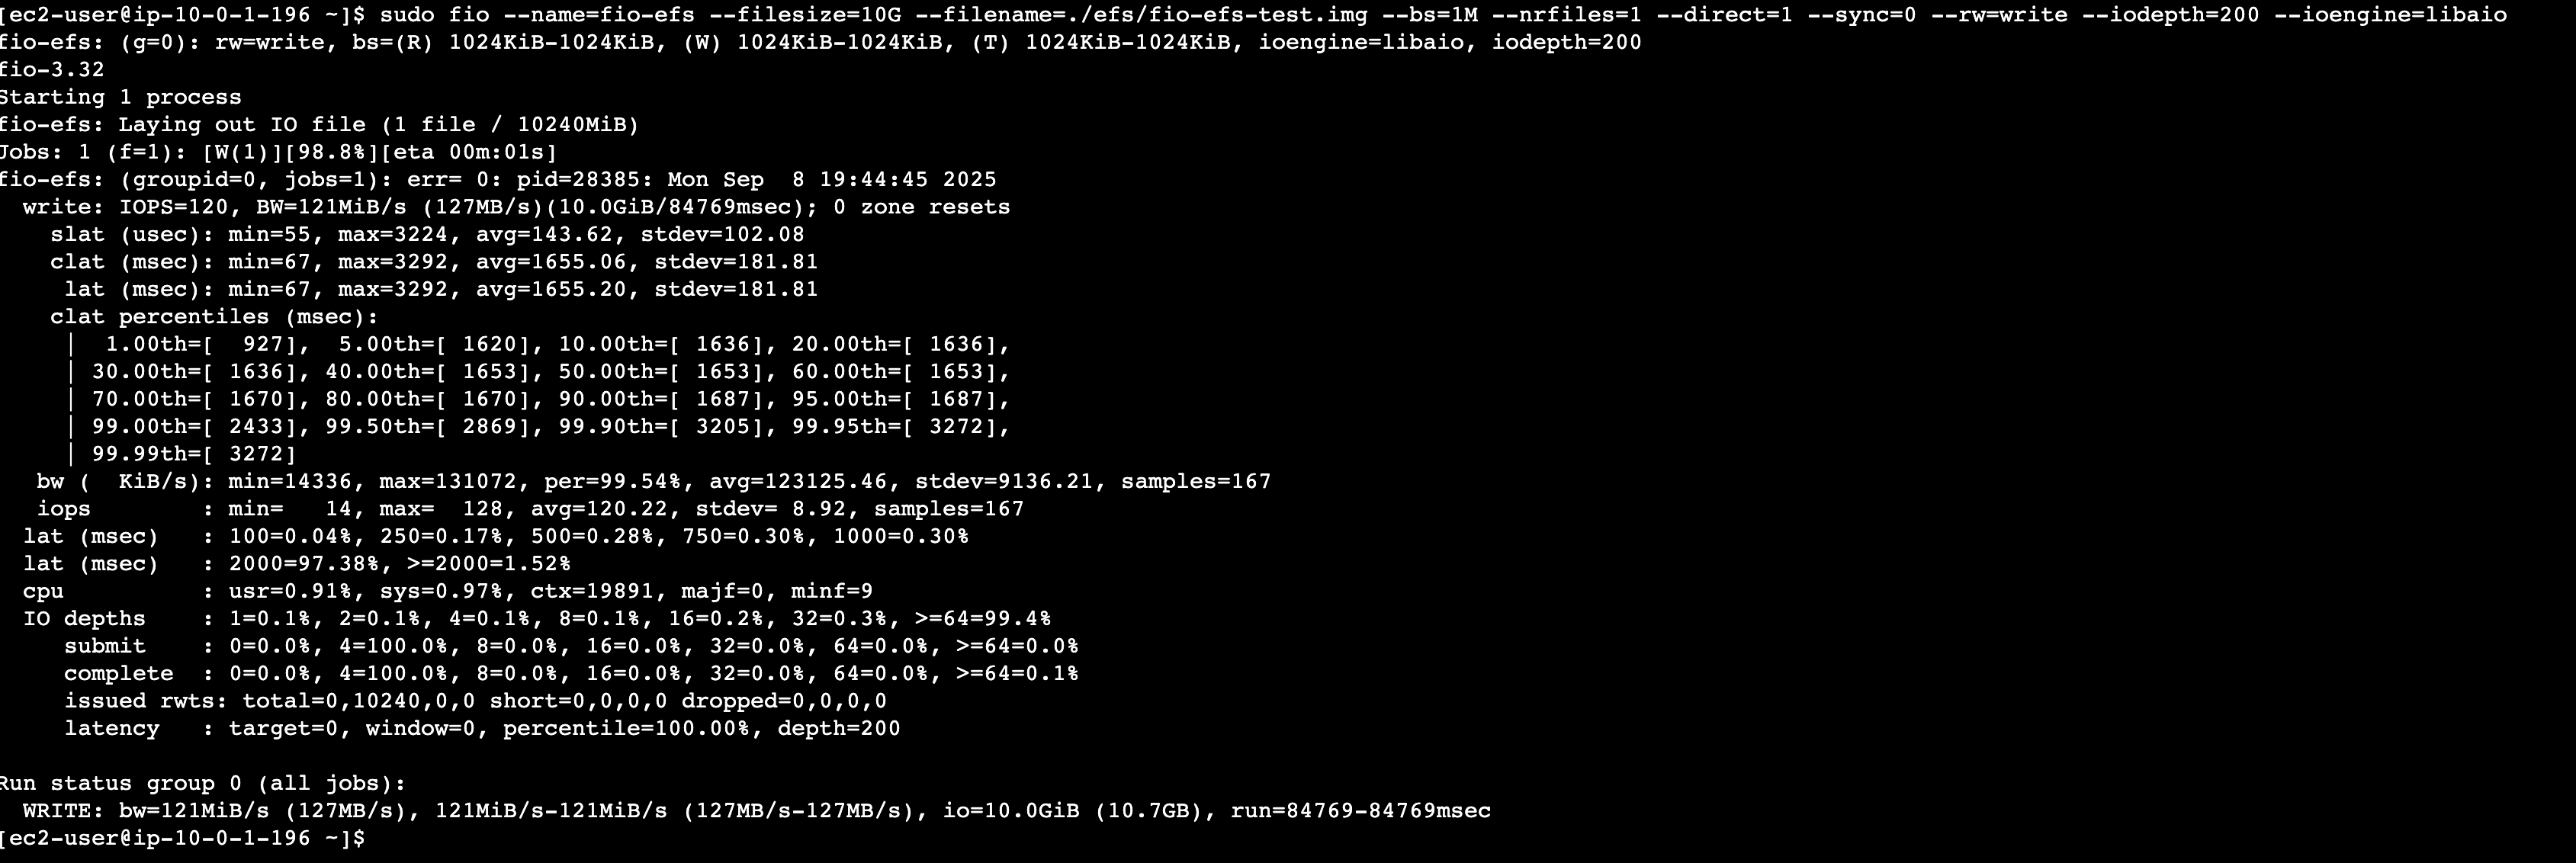 [ec2-user@ip-10-0-1-196 ~]$ sudo fio --name=fio-efs --filesize=10G --filename=./efs/fio-efs-test.img --bs=1M --nrfiles=1 --direct=1 --sync=0 --rw=write --iodepth=200 --ioengine=libaio
fio-efs: (g=0): rw=write, bs=(R) 1024KiB-1024KiB, (W) 1024KiB-1024KiB, (T) 1024KiB-1024KiB, ioengine=libaio, iodepth=200
fio-3.32
Starting 1 process
fio-efs: Laying out IO file (1 file / 10240MiB)
Jobs: 1 (f=1): [W(1)][98.8%][eta 00m:01s]
fio-efs: (groupid=0, jobs=1): err= 0: pid=28385: Mon Sep  8 19:44:45 2025
  write: IOPS=120, BW=121MiB/s (127MB/s)(10.0GiB/84769msec); 0 zone resets
    slat (usec): min=55, max=3224, avg=143.62, stdev=102.08
    clat (msec): min=67, max=3292, avg=1655.06, stdev=181.81
     lat (msec): min=67, max=3292, avg=1655.20, stdev=181.81
    clat percentiles (msec):
     |  1.00th=[  927],  5.00th=[ 1620], 10.00th=[ 1636], 20.00th=[ 1636],
     | 30.00th=[ 1636], 40.00th=[ 1653], 50.00th=[ 1653], 60.00th=[ 1653],
     | 70.00th=[ 1670], 80.00th=[ 1670], 90.00th=[ 1687], 95.00th=[ 1687],
     | 99.00th=[ 2433], 99.50th=[ 2869], 99.90th=[ 3205], 99.95th=[ 3272],
     | 99.99th=[ 3272]
   bw (  KiB/s): min=14336, max=131072, per=99.54%, avg=123125.46, stdev=9136.21, samples=167
   iops        : min=   14, max=  128, avg=120.22, stdev= 8.92, samples=167
  lat (msec)   : 100=0.04%, 250=0.17%, 500=0.28%, 750=0.30%, 1000=0.30%
  lat (msec)   : 2000=97.38%, >=2000=1.52%
  cpu          : usr=0.91%, sys=0.97%, ctx=19891, majf=0, minf=9
  IO depths    : 1=0.1%, 2=0.1%, 4=0.1%, 8=0.1%, 16=0.2%, 32=0.3%, >=64=99.4%
     submit    : 0=0.0%, 4=100.0%, 8=0.0%, 16=0.0%, 32=0.0%, 64=0.0%, >=64=0.0%
     complete  : 0=0.0%, 4=100.0%, 8=0.0%, 16=0.0%, 32=0.0%, 64=0.0%, >=64=0.1%
     issued rwts: total=0,10240,0,0 short=0,0,0,0 dropped=0,0,0,0
     latency   : target=0, window=0, percentile=100.00%, depth=200
Run status group 0 (all jobs):
  WRITE: bw=121MiB/s (127MB/s), 121MiB/s-121MiB/s (127MB/s-127MB/s), io=10.0GiB (10.7GB), run=84769-84769msec
[ec2-user@ip-10-0-1-196 ~]$